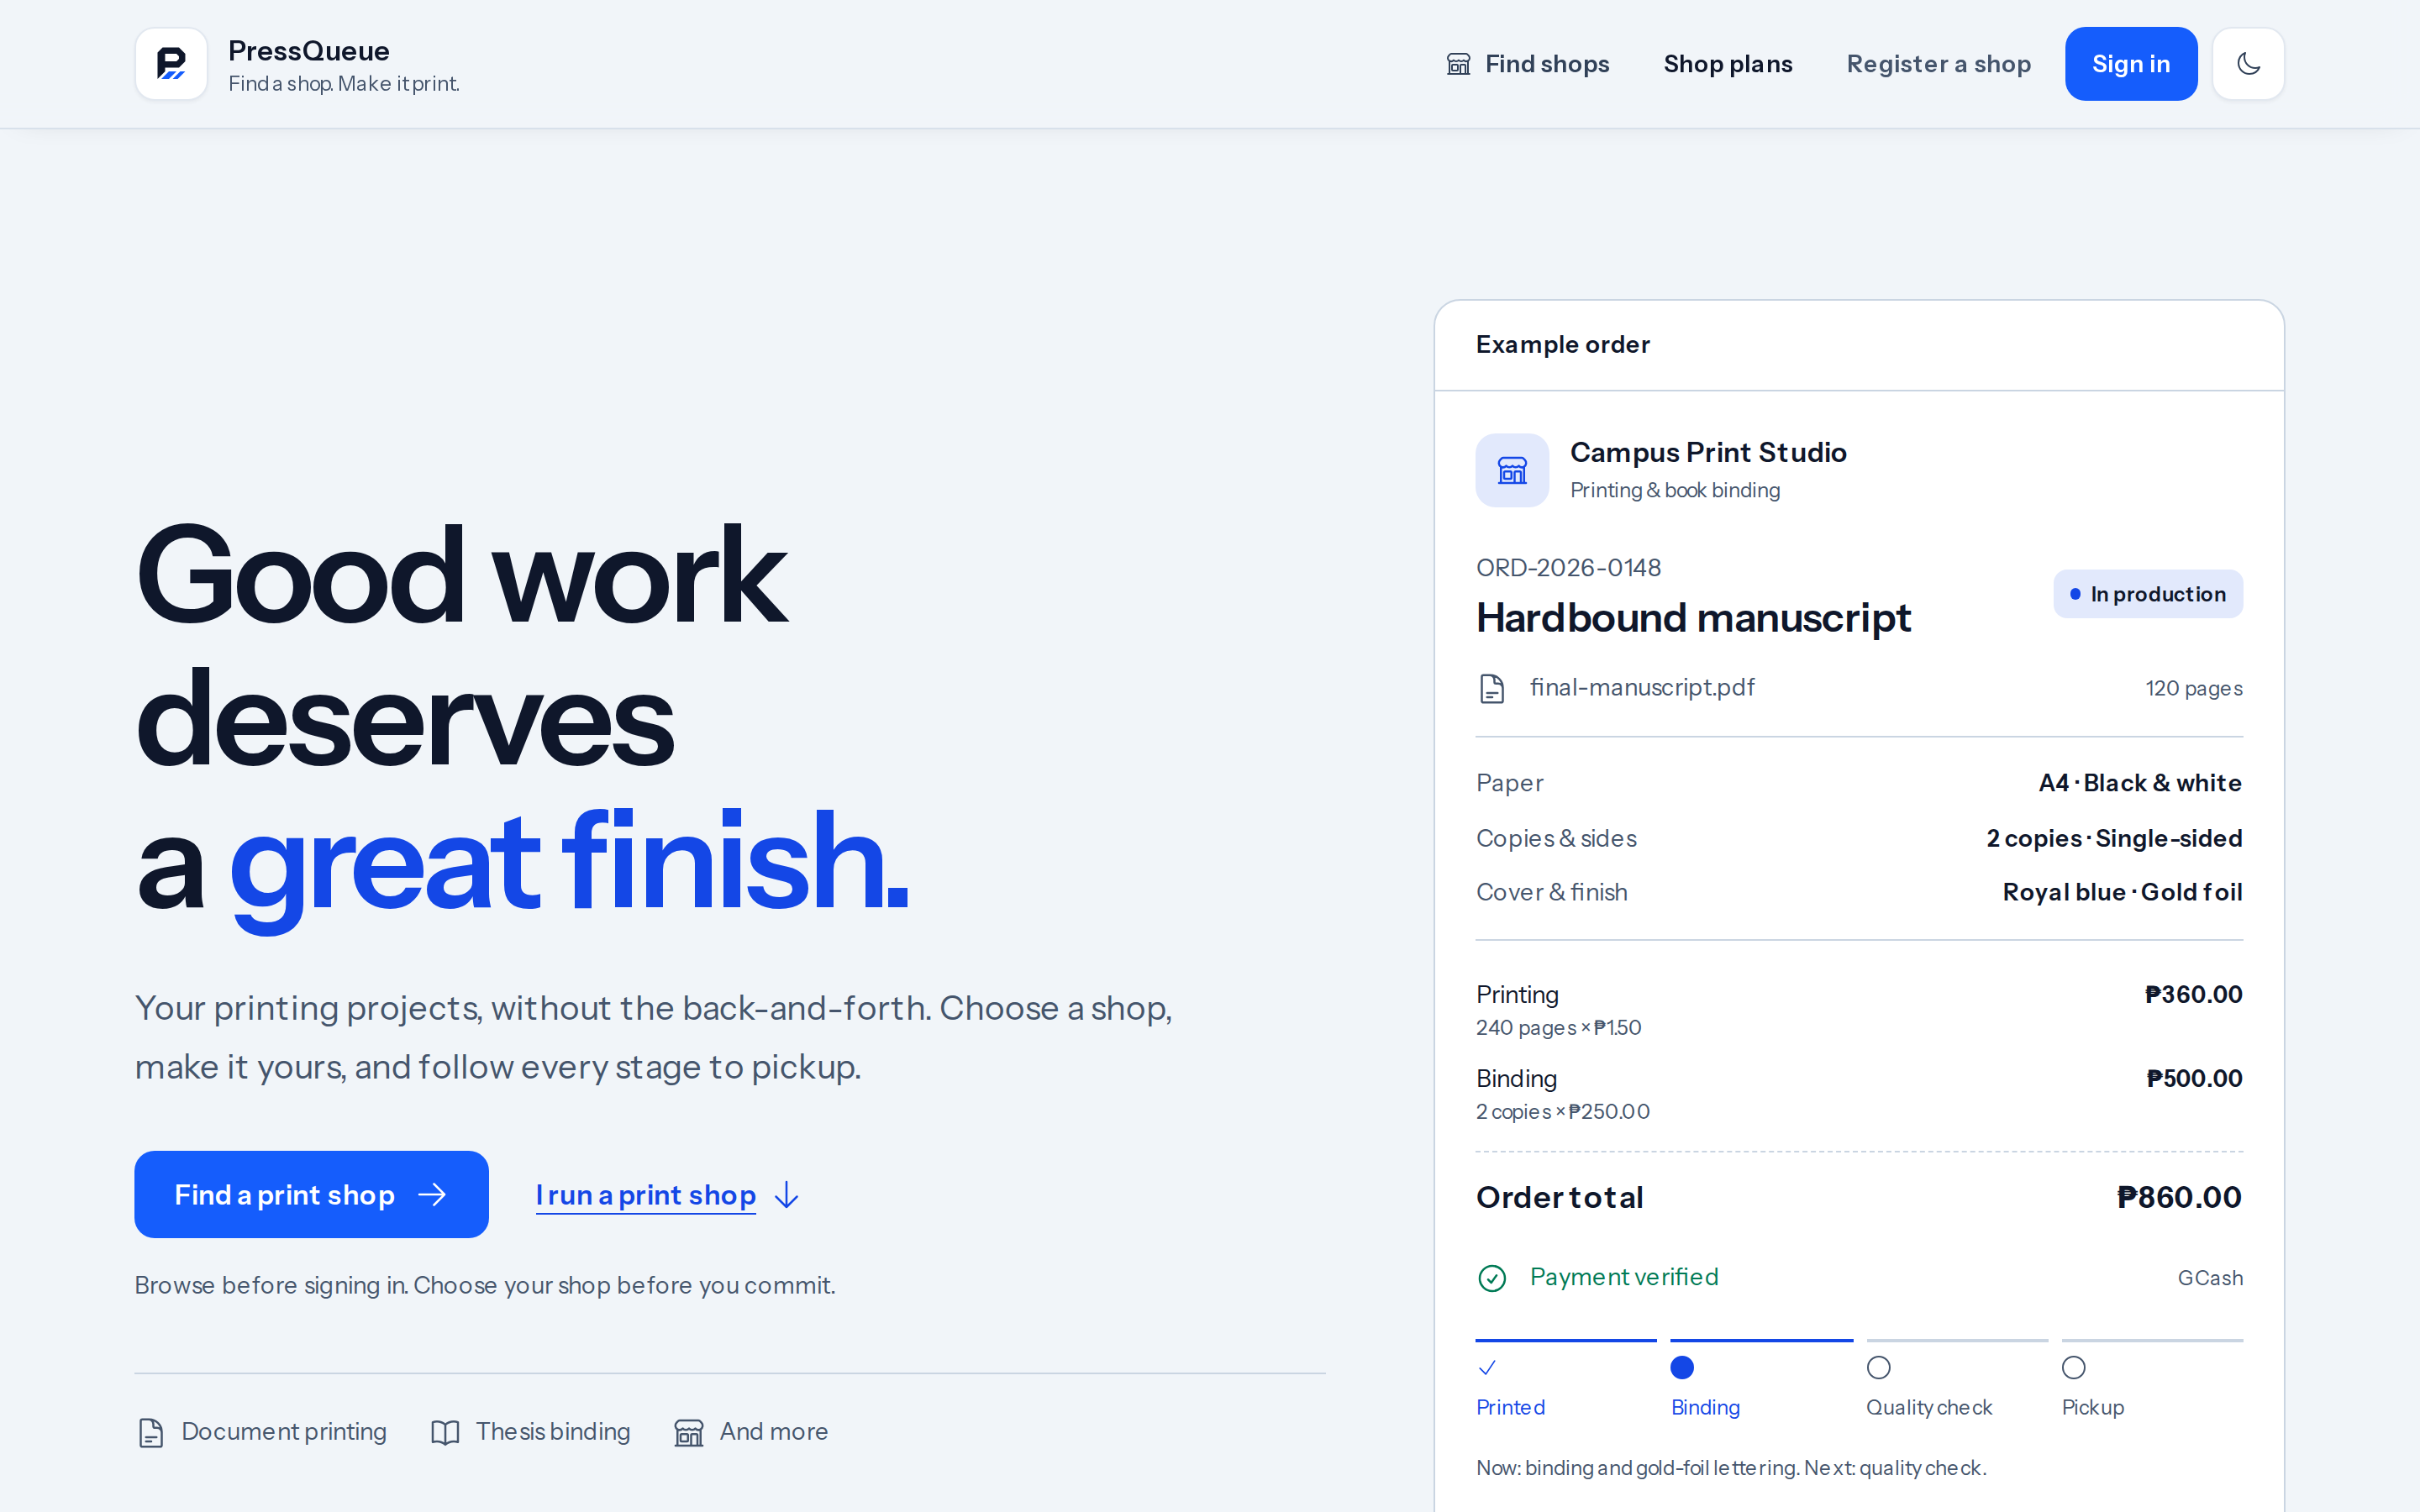 PressQueue
Find a shop. Make it print.
Find shops
Shop plans
Register a shop
Sign in
Good work
deserves
a great finish.
Your printing projects, without the back-and-forth. Choose a shop,
make it yours, and follow every stage to pickup.
Find a print shop
I run a print shop
Browse before signing in. Choose your shop before you commit.
Document printing
Thesis binding
And more
Example order
Campus Print Studio
Printing & book binding
ORD-2026-0148
Hardbound manuscript
In production
final-manuscript.pdf
120 pages
Paper
A4 · Black & white
Copies & sides
2 copies · Single-sided
Cover & finish
Royal blue · Gold foil
Printing
₱360.00
240 pages × ₱1.50
Binding
₱500.00
2 copies × ₱250.00
Order total
₱860.00
Payment verified
GCash
Printed
Binding
Quality check
Pickup
Now: binding and gold-foil lettering. Next: quality check.